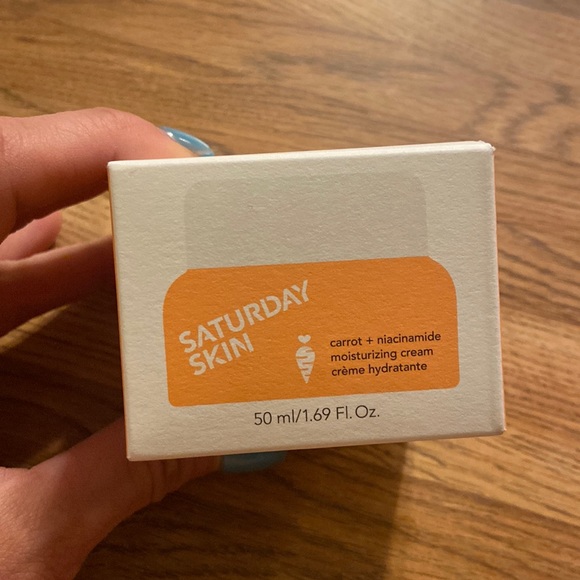 SATURDAY
SKIN
carrot + niacinamide
moisturizing cream
crème hydratante
50 ml/1.69 Fl. Oz.